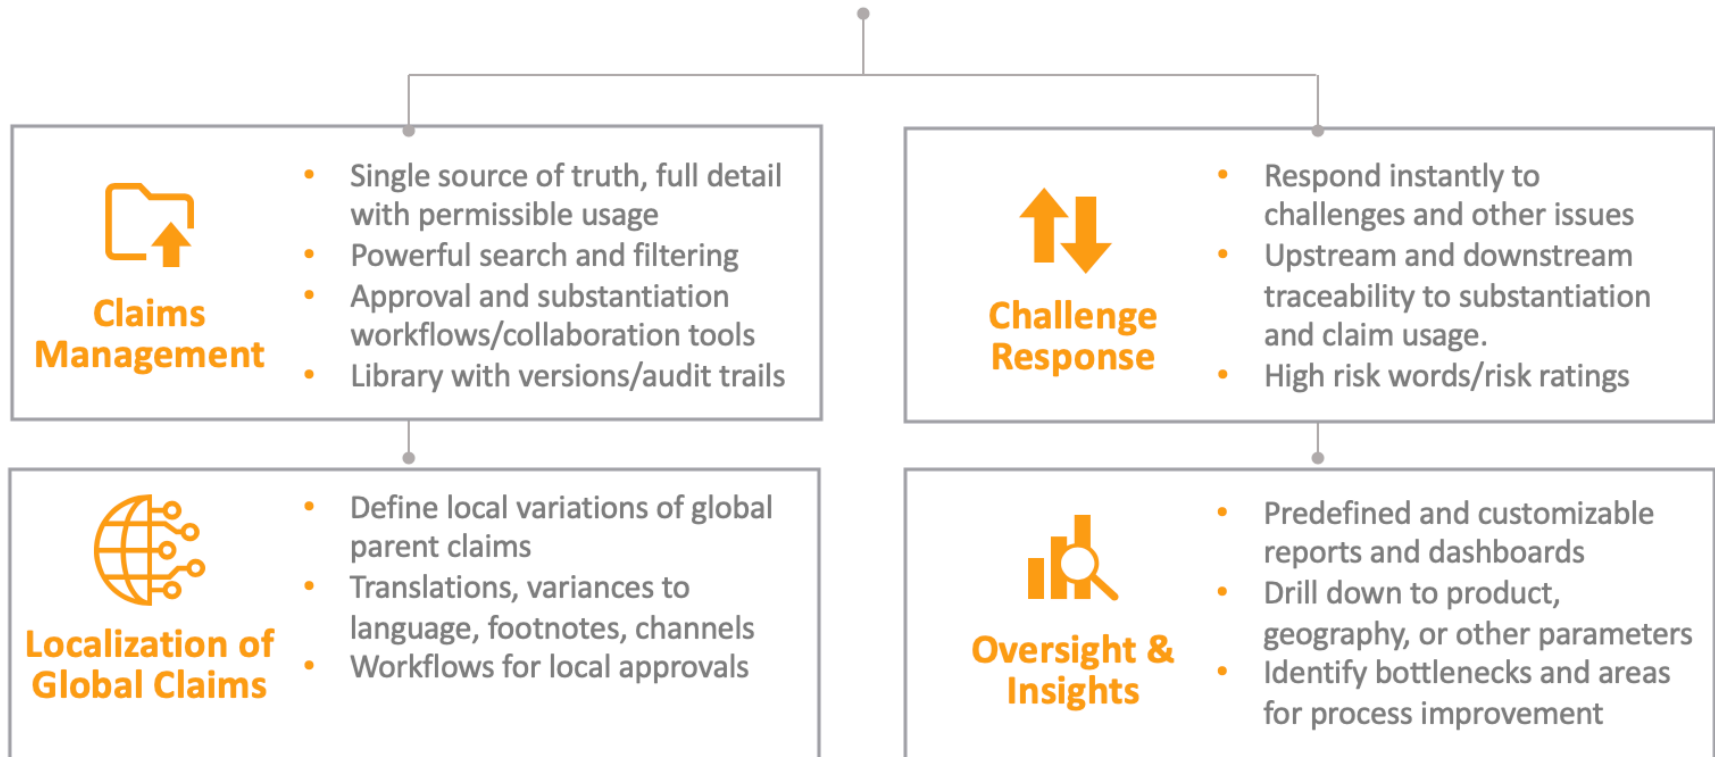 Claims
Management
• Single source of truth, full detail
with permissible usage
• Powerful search and filtering
• Approval and substantiation
workflows/collaboration tools
• Library with versions/audit trails
Challenge
Response
• Respond instantly to
challenges and other issues
• Upstream and downstream
traceability to substantiation
and claim usage.
• High risk words/risk ratings
Localization of
Global Claims
• Define local variations of global
parent claims
• Translations, variances to
language, footnotes, channels
• Workflows for local approvals
Oversight &
Insights
• Predefined and customizable
reports and dashboards
• Drill down to product,
geography, or other parameters
• Identify bottlenecks and areas
for process improvement